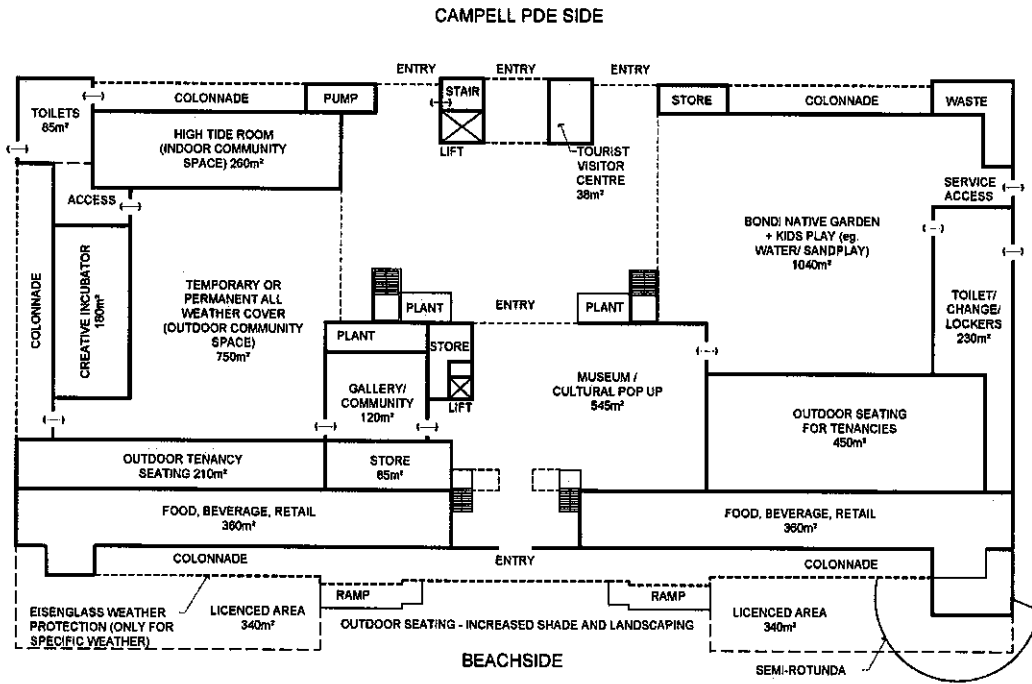 CAMPELL PDE SIDE
ENTRY
ENTRY
ENTRY
TOILETS
85m²
COLONNADE
PUMP
STAIR
LIFT
STORE
COLONNADE
WASTE
HIGH TIDE ROOM
(INDOOR COMMUNITY
SPACE) 260m²
TOURIST
VISITOR
CENTRE
38m²
ACCESS
SERVICE
ACCESS
COLONNADE
CREATIVE INCUBATOR
180m²
TEMPORARY OR
PERMANENT ALL
WEATHER COVER
(OUTDOOR COMMUNITY
SPACE)
750m²
BONDI NATIVE GARDEN
+ KIDS PLAY (eg.
WATER/ SANDPLAY)
1040m²
TOILET/
CHANGE/
LOCKERS
230m²
PLANT
ENTRY
PLANT
PLANT
STORE
LIFT
GALLERY/
COMMUNITY
120m²
MUSEUM /
CULTURAL POP UP
545m²
OUTDOOR SEATING
FOR TENANCIES
450m²
OUTDOOR TENANCY
SEATING 210m²
STORE
65m²
FOOD, BEVERAGE, RETAIL
360m²
FOOD, BEVERAGE, RETAIL
360m²
COLONNADE
ENTRY
COLONNADE
EISENGLASS WEATHER
PROTECTION (ONLY FOR
SPECIFIC WEATHER)
LICENCED AREA
340m²
RAMP
RAMP
LICENCED AREA
340m²
OUTDOOR SEATING - INCREASED SHADE AND LANDSCAPING
BEACHSIDE
SEMI-ROTUNDA